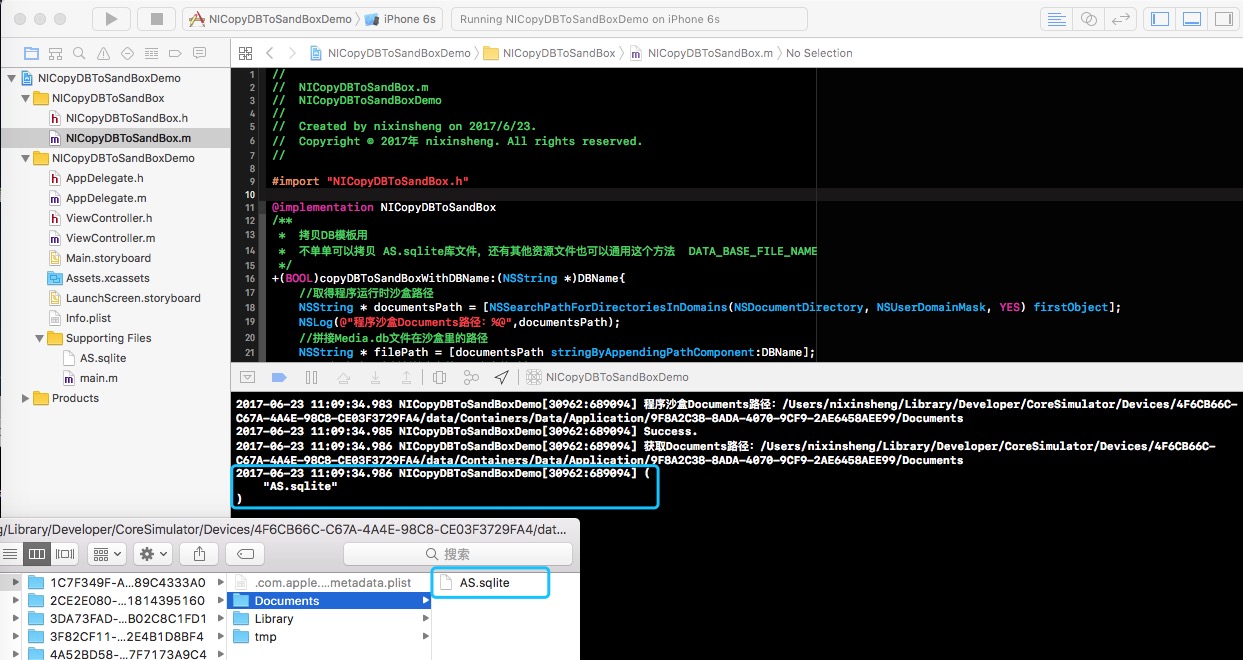 NICopyDBToSandBoxDemo
iPhone 6s
Running NICopyDBToSandBoxDemo on iPhone 6s
NICopyDBToSandBoxDemo
NICopyDBToSandBox
NICopyDBToSandBox.m
No Selection
NICopyDBToSandBoxDemo
NICopyDBToSandBox
NICopyDBToSandBox.h
NICopyDBToSandBox.m
NICopyDBToSandBoxDemo
AppDelegate.h
AppDelegate.m
ViewController.h
ViewController.m
Main.storyboard
Assets.xcassets
LaunchScreen.storyboard
Info.plist
Supporting Files
AS.sqlite
main.m
Products
1 //
2 //  NICopyDBToSandBox.m
3 //  NICopyDBToSandBoxDemo
4 //
5 //  Created by nixinsheng on 2017/6/23.
6 //  Copyright © 2017年 nixinsheng. All rights reserved.
7 //
8
9 #import "NICopyDBToSandBox.h"
10
11 @implementation NICopyDBToSandBox
12 /**
13  *  拷贝DB模板用
14  *  不单单可以拷贝 AS.sqlite库文件，还有其他资源文件也可以通用这个方法  DATA_BASE_FILE_NAME
15  */
16 +(BOOL)copyDBToSandBoxWithDBName:(NSString *)DBName{
17     //取得程序运行时沙盒路径
18     NSString * documentsPath = [NSSearchPathForDirectoriesInDomains(NSDocumentDirectory, NSUserDomainMask, YES) firstObject];
19     NSLog(@"程序沙盒Documents路径：%@",documentsPath);
20     //拼接Media.db文件在沙盒里的路径
21     NSString * filePath = [documentsPath stringByAppendingPathComponent:DBName];
NICopyDBToSandBoxDemo
2017-06-23 11:09:34.983 NICopyDBToSandBoxDemo[30962:689094] 程序沙盒Documents路径：/Users/nixinsheng/Library/Developer/CoreSimulator/Devices/4F6CB66C-
C67A-4A4E-98C8-CE03F3729FA4/data/Containers/Data/Application/9F8A2C38-8ADA-4070-9CF9-2AE6458AEE99/Documents
2017-06-23 11:09:34.985 NICopyDBToSandBoxDemo[30962:689094] Success.
2017-06-23 11:09:34.986 NICopyDBToSandBoxDemo[30962:689094] 获取Documents路径：/Users/nixinsheng/Library/Developer/CoreSimulator/Devices/4F6CB66C-
C67A-4A4E-98C8-CE03F3729FA4/data/Containers/Data/Application/9F8A2C38-8ADA-4070-9CF9-2AE6458AEE99/Documents
2017-06-23 11:09:34.986 NICopyDBToSandBoxDemo[30962:689094] (
"AS.sqlite"
)
g/Library/Developer/CoreSimulator/Devices/4F6CB66C-C67A-4A4E-98C8-CE03F3729FA4/dat...
搜索
1C7F349F-A...89C4333A0
2CE2E080-...1814395160
3DA73FAD-...B02C8C1FD1
3F82CF11-...2E4B1D8BF4
4A52BD58-...7F7173A9C4
.com.apple....metadata.plist
Documents
Library
tmp
AS.sqlite